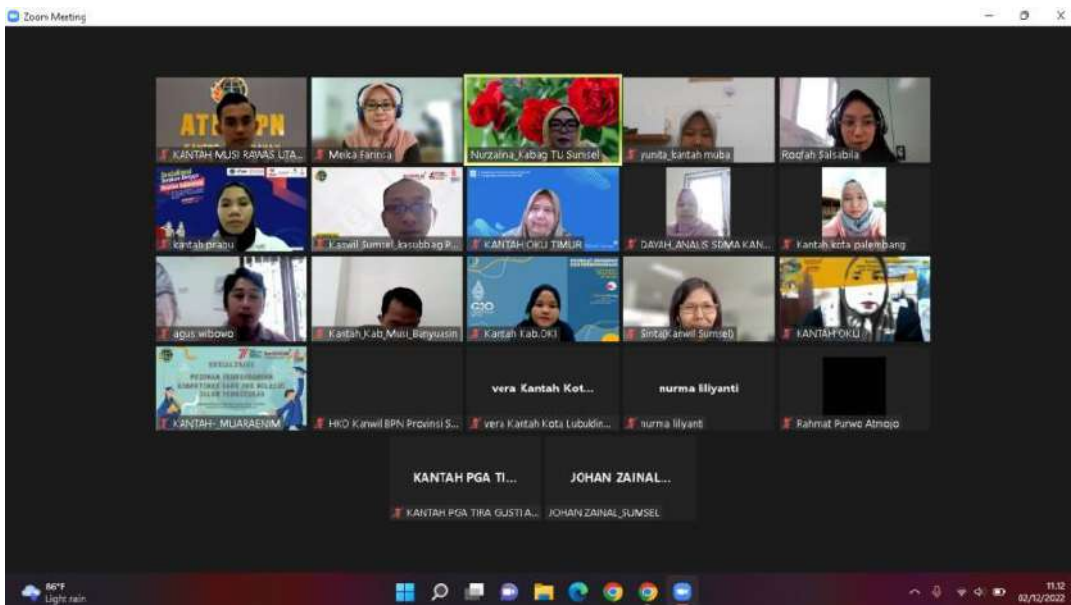 Zoom Meeting
KANTAH MUSI RAWAS UTA...
Meika Farinsa
Nurzaina_Kabag TU Sumsel
yunita_kantah muba
Roqfah Salsabila
kantah prabu
Kanwil Sumsel_kasubbag P...
KANTAH OKU TIMUR
DAYAH_ANALIS SDMA KAN...
Kantah kota palembang
agus wibowo
Kantah_Kab_Musi_Banyuasin
Kantah Kab.OKI
Sinta(Kanwil Sumsel)
KANTAH OKU
SOSIALISASI
KANTAH- MUARAENIM
HKO Kanwil BPN Provinsi S...
vera Kantah Kot...
vera Kantah Kota Lubuklin...
nurma liliyanti
nurma liliyanti
Rahmat Purwo Atmojo
KANTAH PGA TI...
KANTAH PGA TIRA GUSTI A...
JOHAN ZAINAL...
JOHAN ZAINAL_SUMSEL
86°F
Light rain
11.12
02/12/2022